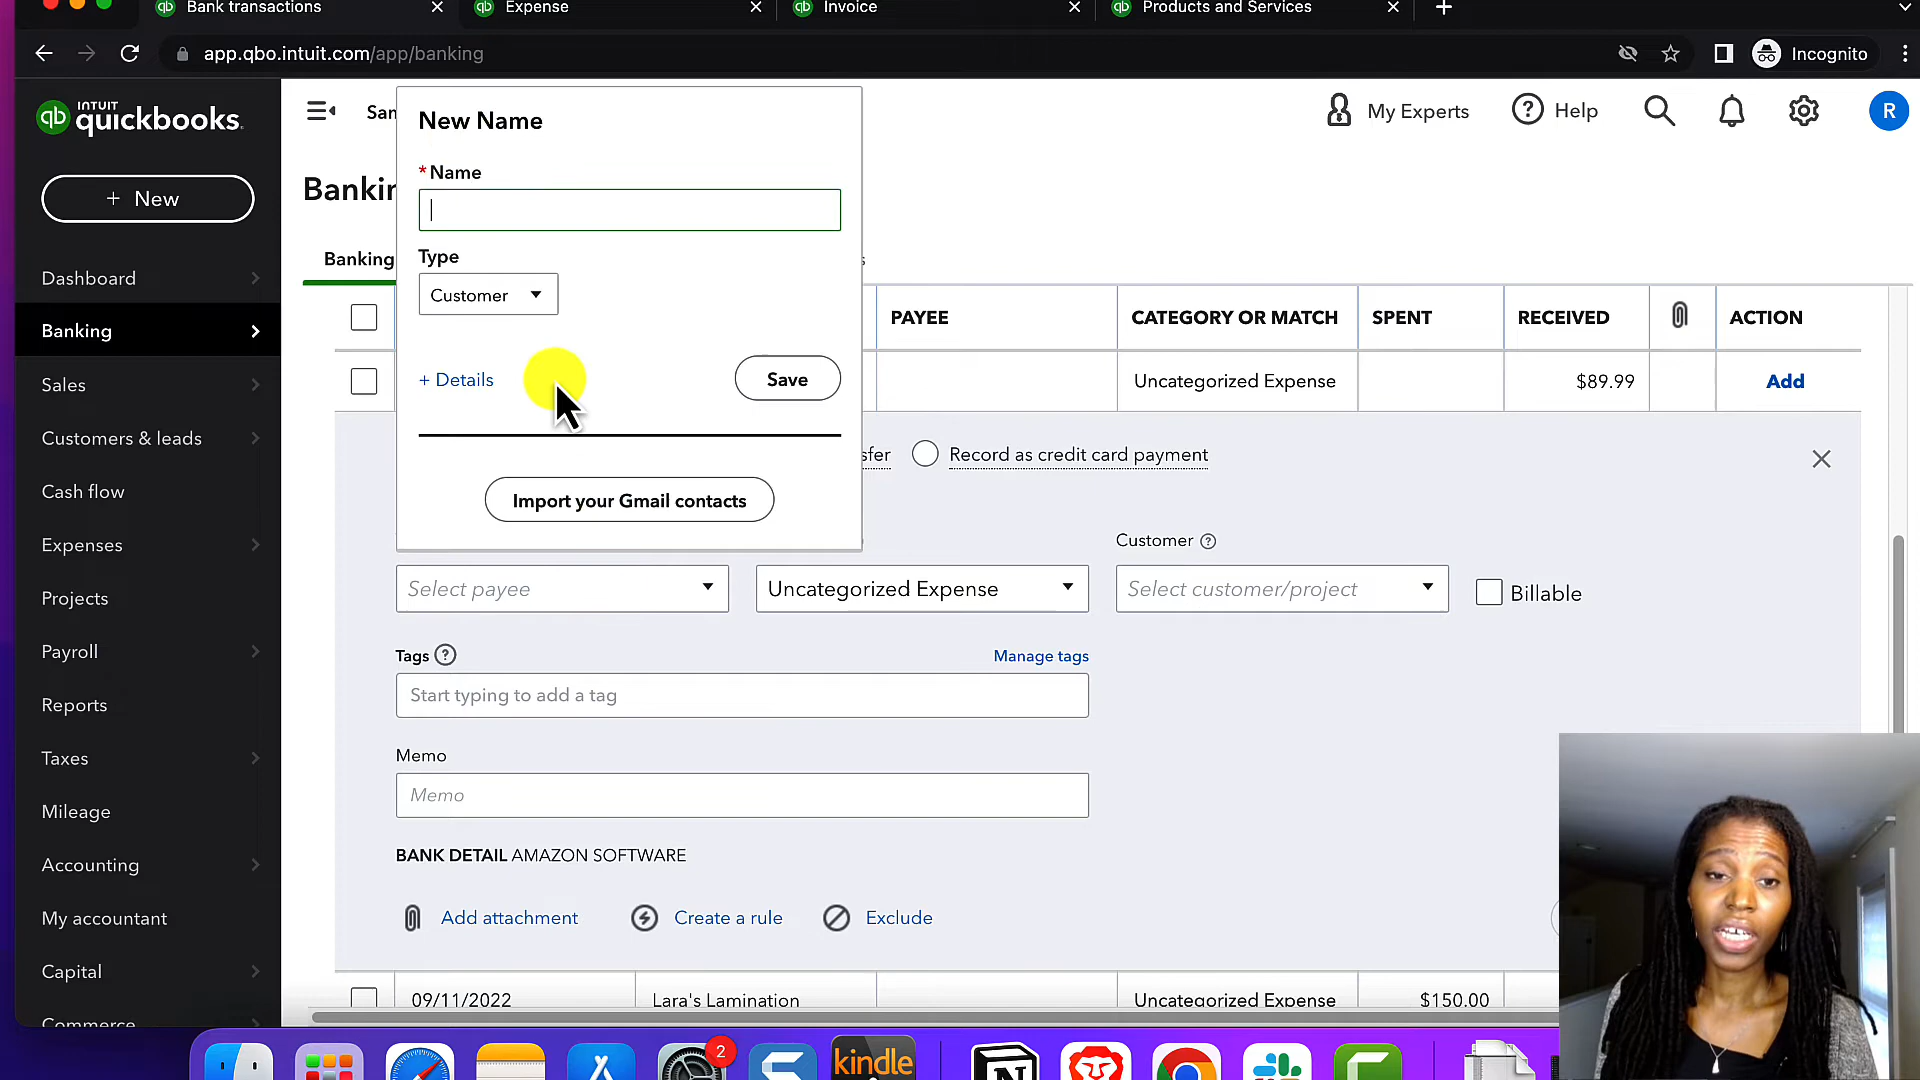 Bank transactions
Expense
Invoice
Products and Services
app.qbo.intuit.com/app/banking
Incognito
INTUIT
quickbooks.
qb
San
My Experts
Help
R
+ New
Bankin
New Name
* Name
Type
Customer
+ Details
Save
Import your Gmail contacts
Banking
s
Dashboard
Banking
Sales
Customers & leads
Cash flow
Expenses
Projects
Payroll
Reports
Taxes
Mileage
Accounting
My accountant
Capital
Commerce
PAYEE
CATEGORY OR MATCH
SPENT
RECEIVED
ACTION
Uncategorized Expense
$89.99
Add
sfer
Record as credit card payment
Customer
Select payee
Uncategorized Expense
Select customer/project
Billable
Tags
Manage tags
Start typing to add a tag
Memo
Memo
BANK DETAIL AMAZON SOFTWARE
Add attachment
Create a rule
Exclude
09/11/2022
Lara's Lamination
Uncategorized Expense
$150.00
2
kindle